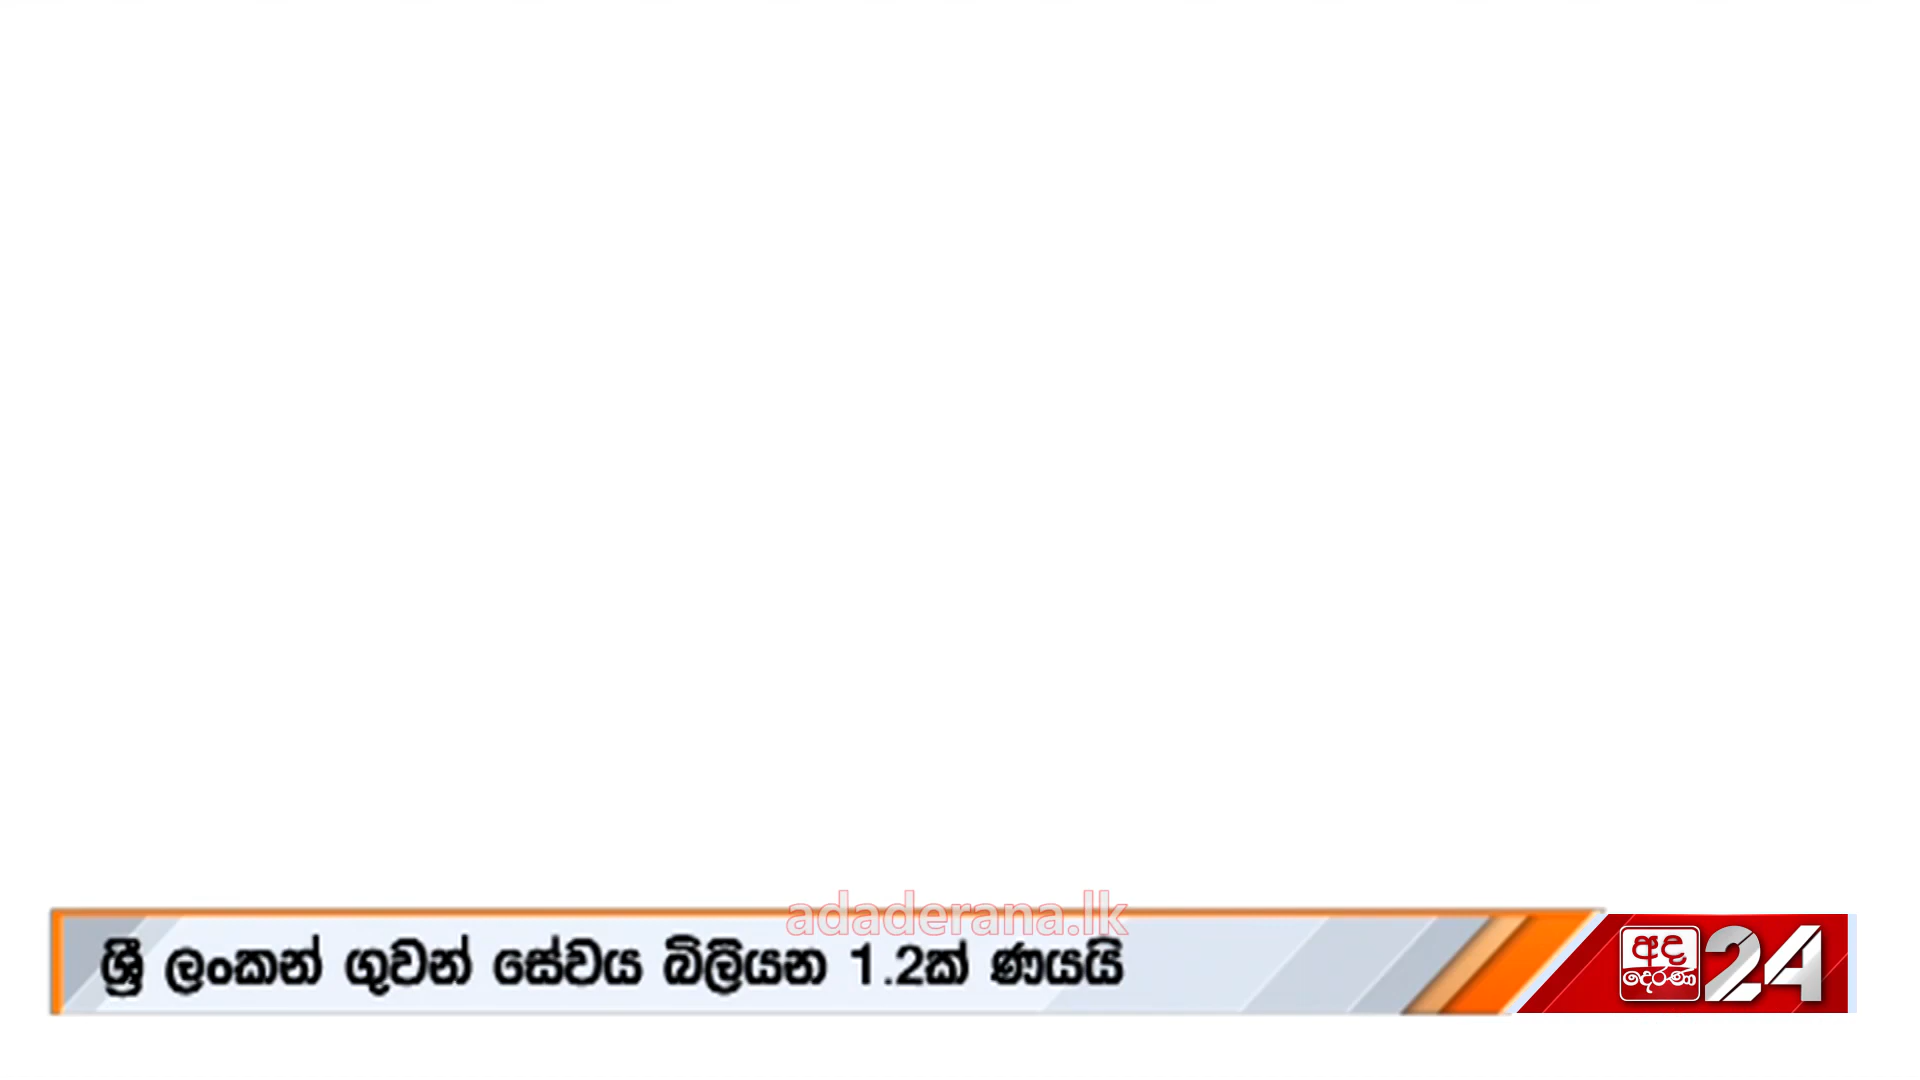 adaderana.lk
ශ්‍රී ලංකන් ගුවන් සේවය බිලියන 1.2ක් ණයයි
අද
දෙරණ
24